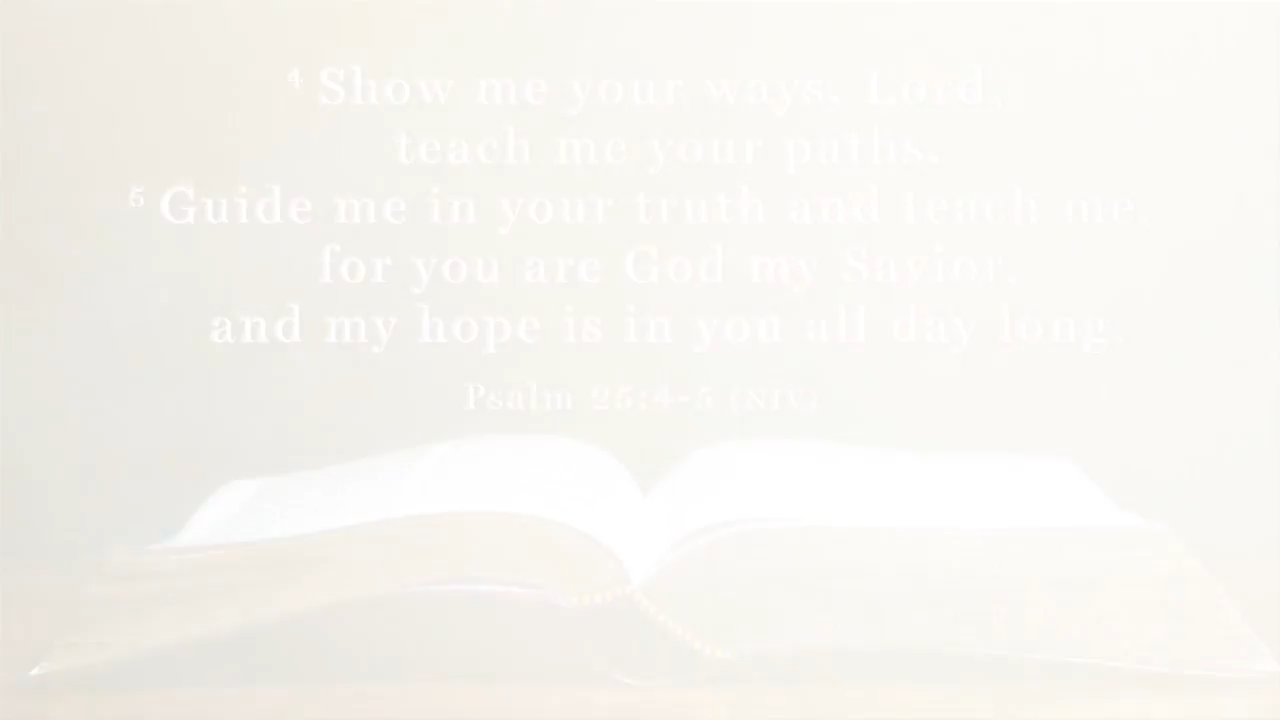 ⁴ Show me your ways, Lord,
teach me your paths.
⁵ Guide me in your truth and teach me,
for you are God my Savior,
and my hope is in you all day long.
Psalm 25:4-5 (NIV)